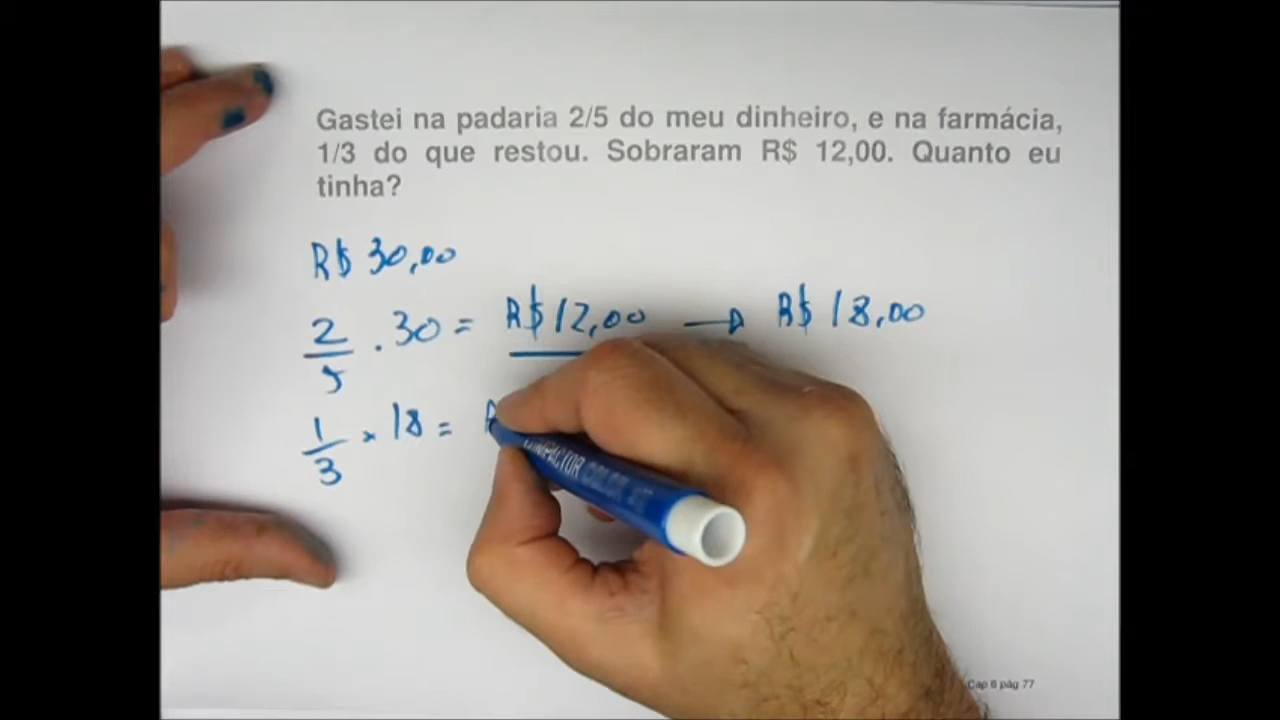 Gastei na padaria 2/5 do meu dinheiro, e na farmácia,
1/3 do que restou. Sobraram R$ 12,00. Quanto eu
tinha?
R$ 30,00
2/5 . 30 = R$ 12,00 → R$ 18,00
1/3 × 18 = R
COMPACTOR
Cap 6 pág 77